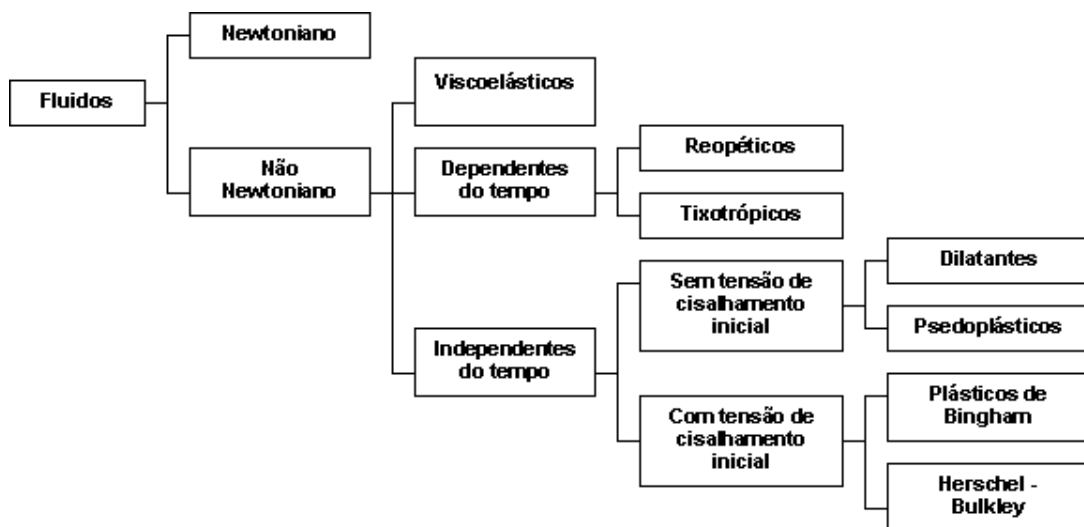 Fluidos
Newtoniano
Não
Newtoniano
Viscoelásticos
Dependentes
do tempo
Reopéticos
Tixotrópicos
Independentes
do tempo
Sem tensão de
cisalhamento
inicial
Dilatantes
Psedoplásticos
Com tensão de
cisalhamento
inicial
Plásticos de
Bingham
Herschel -
Bulkley